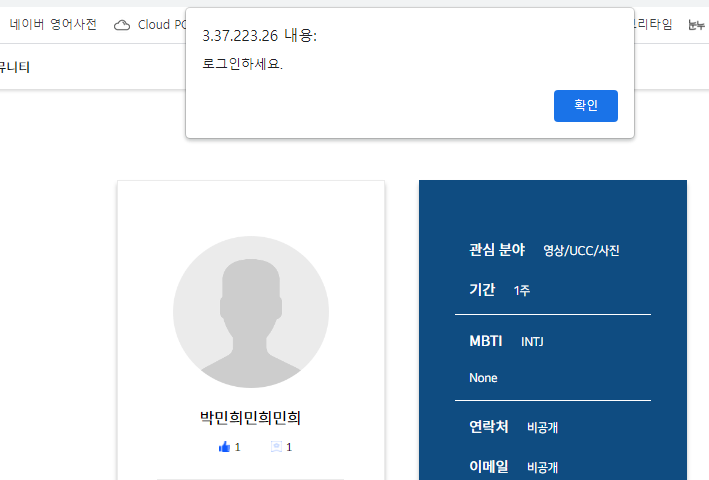 네이버 영어사전 Cloud PC
리타임 눈누
3.37.223.26 내용:
로그인하세요.
확인
뮤니티
관심 분야 영상/UCC/사진
기간 1주
MBTI INTJ
None
박민희민희민희
1 1
연락처 비공개
이메일 비공개